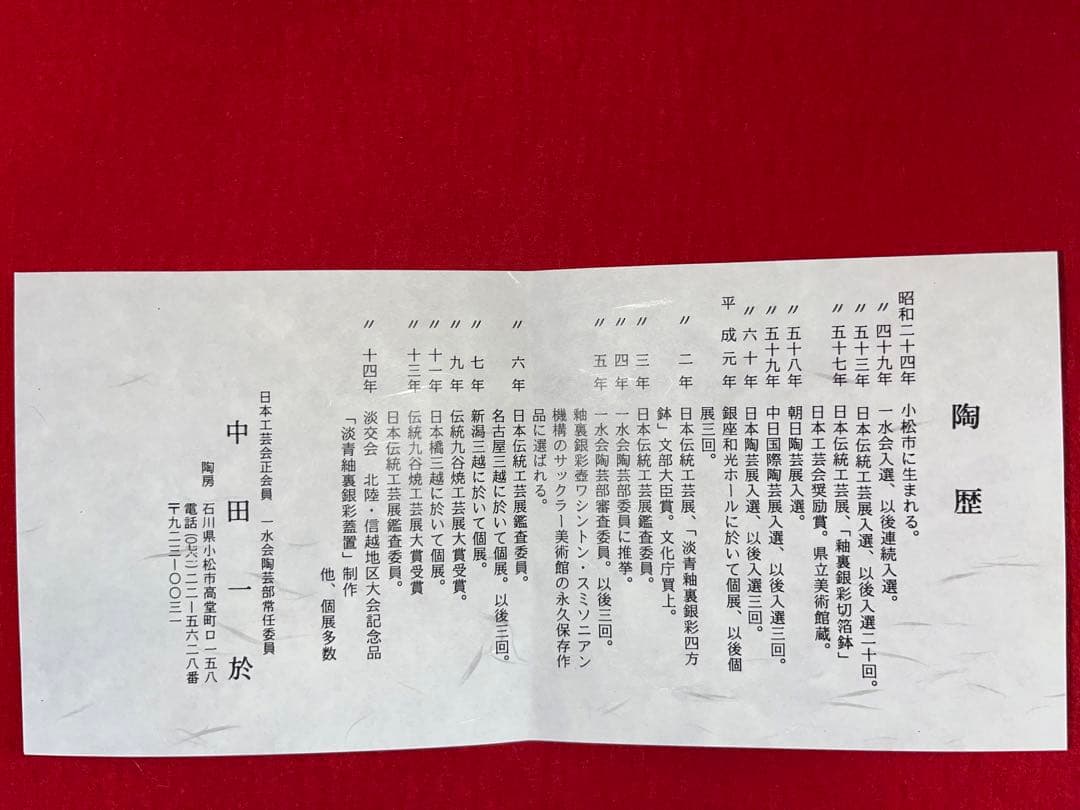 陶歴
昭和二十四年 小松市に生まれる。
〃 四十九年 一水会入選、以後連続入選。
〃 五十三年 日本伝統工芸展入選、以後入選二十回。
〃 五十七年 日本伝統工芸展、「釉裏銀彩切箔鉢」
日本工芸会奨励賞。県立美術館蔵。
〃 五十八年 朝日陶芸展入選。
〃 五十九年 中日国際陶芸展入選、以後入選三回。
〃 六十年 日本陶芸展入選、以後入選三回。
平成元年 銀座和光ホールに於いて個展、以後個
展三回。
〃 二年 日本伝統工芸展、「淡青釉裏銀彩四方
鉢」文部大臣賞。文化庁買上。
〃 三年 日本伝統工芸展鑑査委員。
〃 四年 一水会陶芸部委員に推挙。
〃 五年 一水会陶芸部審査委員。以後三回。
釉裏銀彩壺ワシントン・スミソニアン
機構のサックラー美術館の永久保存作
品に選ばれる。
〃 六年 日本伝統工芸展鑑査委員。
名古屋三越に於いて個展。以後三回。
〃 七年 新潟三越に於いて個展。
〃 九年 伝統九谷焼工芸展大賞受賞。
〃 十一年 日本橋三越に於いて個展。
〃 十三年 伝統九谷焼工芸展大賞受賞
日本伝統工芸展鑑査委員。
〃 十四年 淡交会 北陸・信越地区大会記念品
「淡青釉裏銀彩蓋置」制作
他、個展多数
日本工芸会正会員 一水会陶芸部常任委員
中田一於
陶房 石川県小松市高堂町ロ一五八
電話(〇七六一)二二-五六二八番
〒九二三-〇〇三一